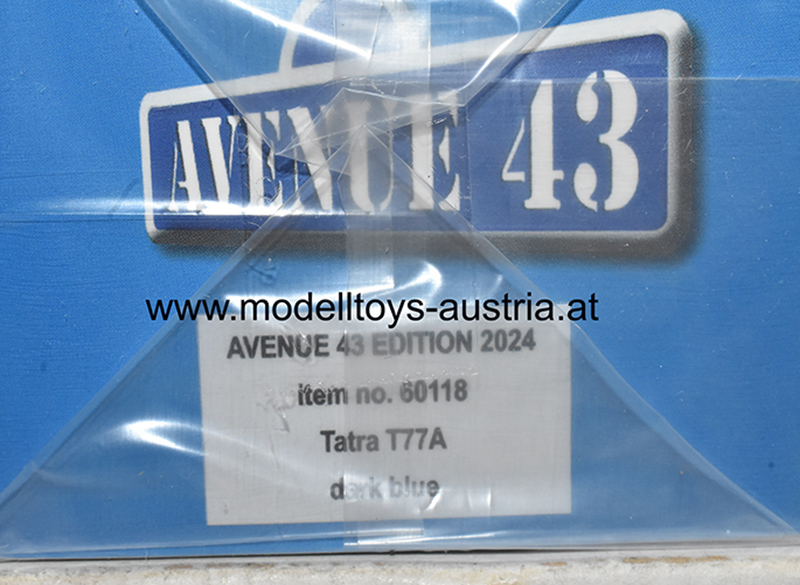 AVENUE 43
www.modelltoys-austria.at
AVENUE 43 EDITION 2024
item no. 60118
Tatra T77A
dark blue